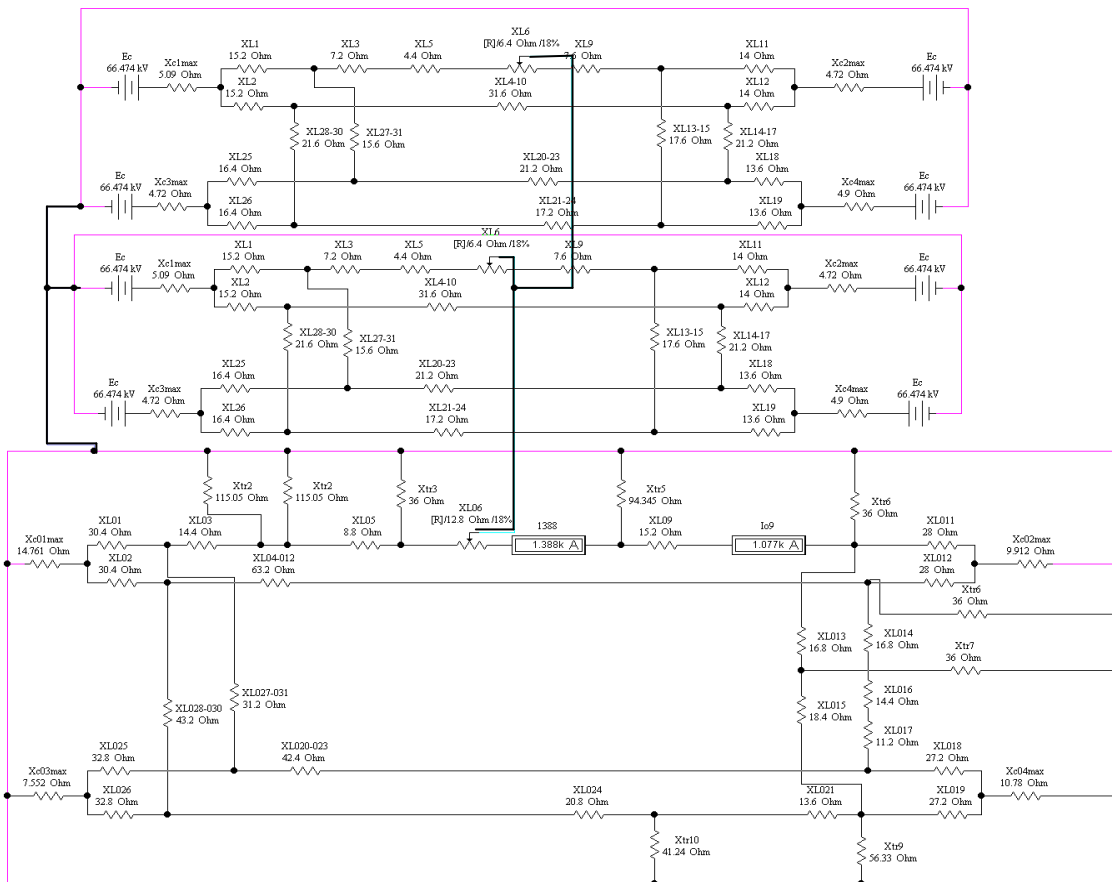 XL6
[R]/6.4 Ohm /18%
XL1
15.2 Ohm
XL3
7.2 Ohm
XL5
4.4 Ohm
XL9
7.6 Ohm
XL11
14 Ohm
Ec
66.474 kV
Xc1max
5.09 Ohm
XL2
15.2 Ohm
XL4-10
31.6 Ohm
XL12
14 Ohm
Xc2max
4.72 Ohm
Ec
66.474 kV
XL28-30
21.6 Ohm
XL27-31
15.6 Ohm
XL13-15
17.6 Ohm
XL14-17
21.2 Ohm
XL25
16.4 Ohm
XL20-23
21.2 Ohm
XL18
13.6 Ohm
Ec
66.474 kV
Xc3max
4.72 Ohm
XL26
16.4 Ohm
XL21-24
17.2 Ohm
XL19
13.6 Ohm
Xc4max
4.9 Ohm
Ec
66.474 kV
XL6
[R]/6.4 Ohm /18%
XL1
15.2 Ohm
XL3
7.2 Ohm
XL5
4.4 Ohm
XL9
7.6 Ohm
XL11
14 Ohm
Ec
66.474 kV
Xc1max
5.09 Ohm
XL2
15.2 Ohm
XL4-10
31.6 Ohm
XL12
14 Ohm
Xc2max
4.72 Ohm
Ec
66.474 kV
XL28-30
21.6 Ohm
XL27-31
15.6 Ohm
XL13-15
17.6 Ohm
XL14-17
21.2 Ohm
XL25
16.4 Ohm
XL20-23
21.2 Ohm
XL18
13.6 Ohm
Ec
66.474 kV
Xc3max
4.72 Ohm
XL26
16.4 Ohm
XL21-24
17.2 Ohm
XL19
13.6 Ohm
Xc4max
4.9 Ohm
Ec
66.474 kV
Xtr2
115.05 Ohm
Xtr2
115.05 Ohm
Xtr3
36 Ohm
Xtr5
94.345 Ohm
Xtr6
36 Ohm
XL06
[R]/12.8 Ohm /18%
XL01
30.4 Ohm
XL03
14.4 Ohm
XL05
8.8 Ohm
1388
1.388k A
XL09
15.2 Ohm
Io9
1.077k A
XL011
28 Ohm
Xc01max
14.761 Ohm
XL02
30.4 Ohm
XL04-012
63.2 Ohm
XL012
28 Ohm
Xc02max
9.912 Ohm
Xtr6
36 Ohm
XL013
16.8 Ohm
XL014
16.8 Ohm
Xtr7
36 Ohm
XL028-030
43.2 Ohm
XL027-031
31.2 Ohm
XL015
18.4 Ohm
XL016
14.4 Ohm
XL017
11.2 Ohm
XL025
32.8 Ohm
XL020-023
42.4 Ohm
XL018
27.2 Ohm
Xc03max
7.552 Ohm
XL026
32.8 Ohm
XL024
20.8 Ohm
XL021
13.6 Ohm
XL019
27.2 Ohm
Xc04max
10.78 Ohm
Xtr10
41.24 Ohm
Xtr9
56.33 Ohm